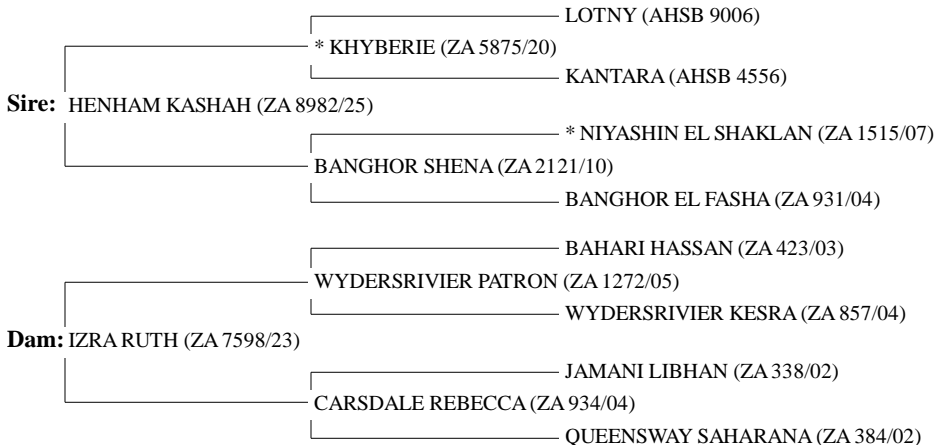 LOTNY (AHSB 9006)
* KHYBERIE (ZA 5875/20)
KANTARA (AHSB 4556)
Sire: HENHAM KASHAH (ZA 8982/25)
* NIYASHIN EL SHAKLAN (ZA 1515/07)
BANGHOR SHENA (ZA 2121/10)
BANGHOR EL FASHA (ZA 931/04)
BAHARI HASSAN (ZA 423/03)
WYDERSRIVIER PATRON (ZA 1272/05)
WYDERSRIVIER KESRA (ZA 857/04)
Dam: IZRA RUTH (ZA 7598/23)
JAMANI LIBHAN (ZA 338/02)
CARSDALE REBECCA (ZA 934/04)
QUEENSWAY SAHARANA (ZA 384/02)